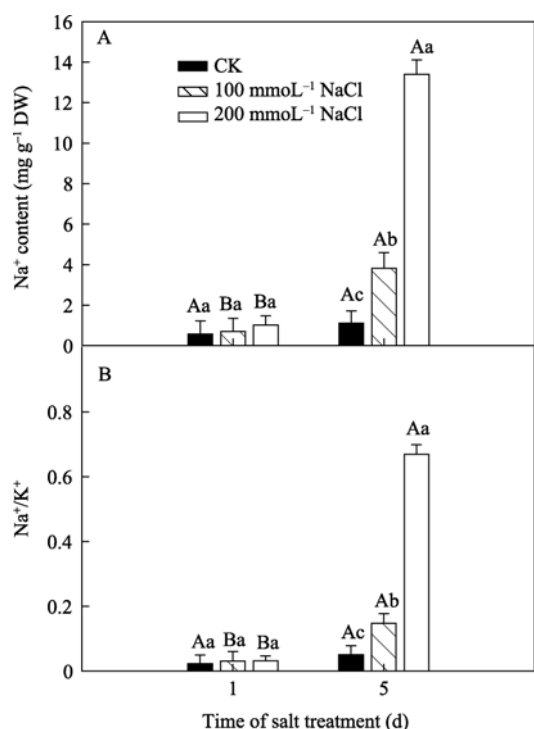 A
CK
100 mmoL⁻¹ NaCl
200 mmoL⁻¹ NaCl
Na⁺ content (mg g⁻¹ DW)
16
14
12
10
8
6
4
2
0
Aa
Ba
Ba
Ac
Ab
Aa
B
Na⁺/K⁺
0.8
0.6
0.4
0.2
0
Aa
Ba
Ba
Ac
Ab
Aa
1
5
Time of salt treatment (d)